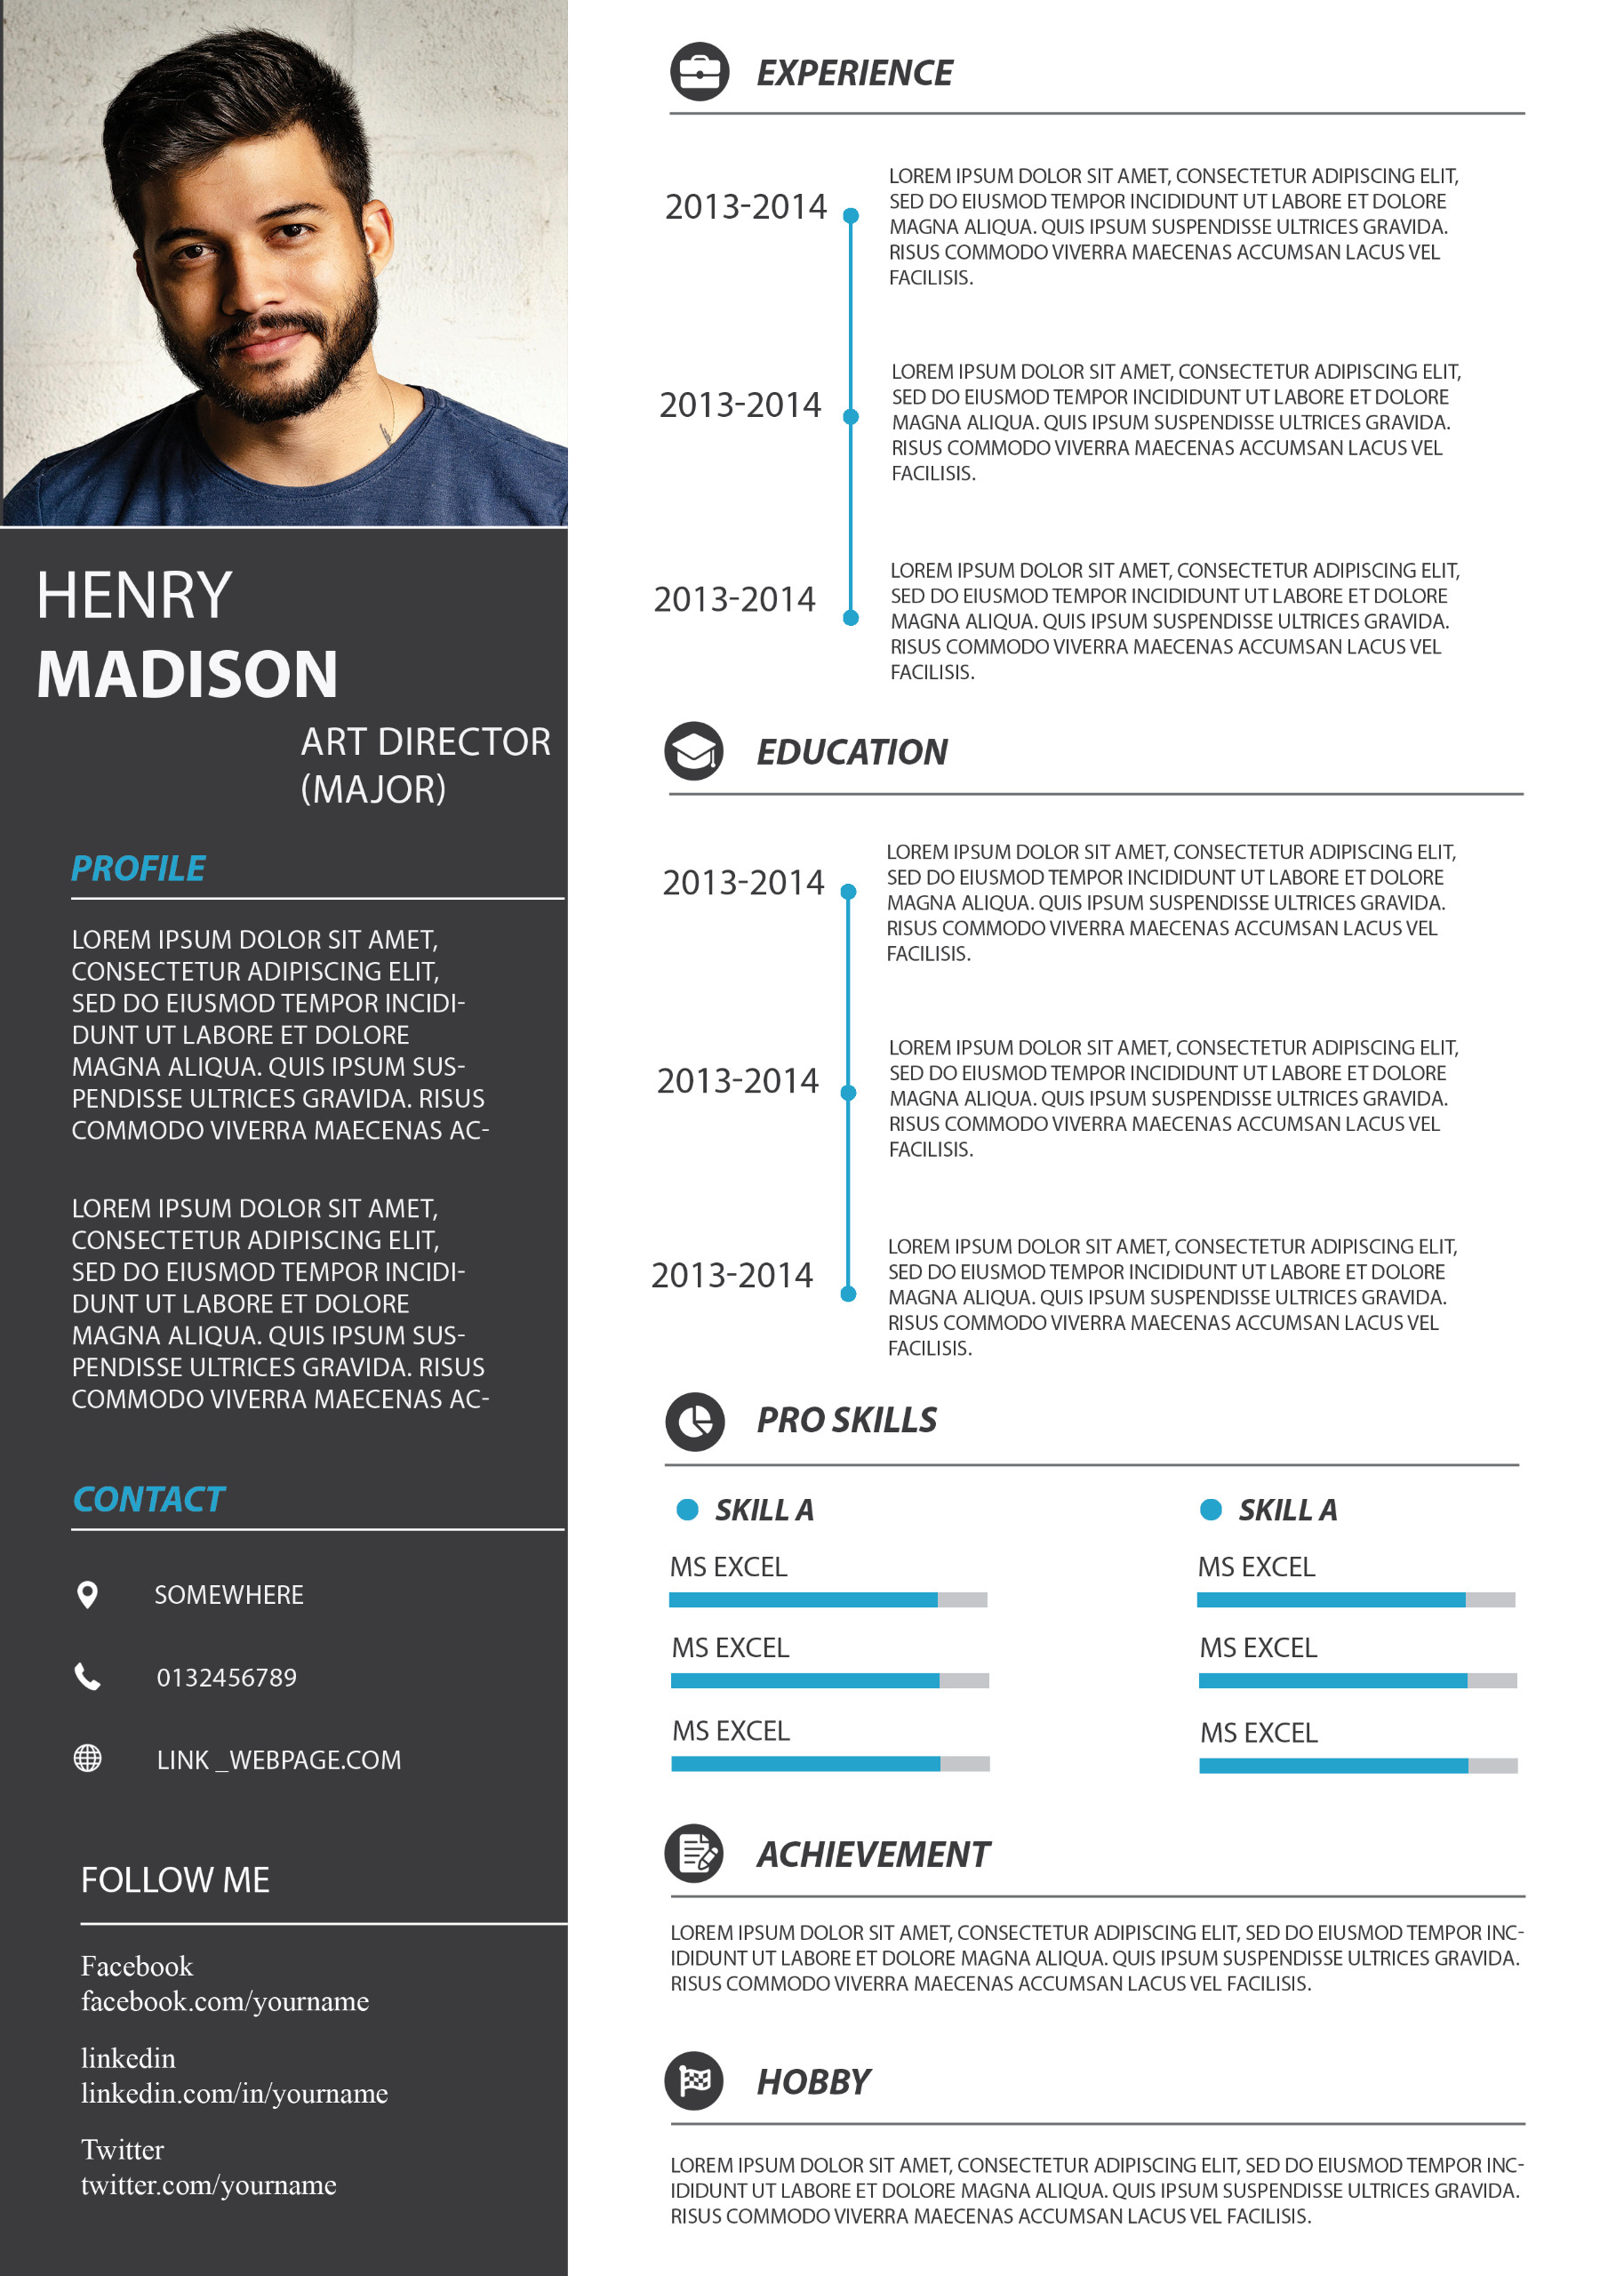 HENRY
MADISON
ART DIRECTOR
(MAJOR)
PROFILE
LOREM IPSUM DOLOR SIT AMET,
CONSECTETUR ADIPISCING ELIT,
SED DO EIUSMOD TEMPOR INCIDI-
DUNT UT LABORE ET DOLORE
MAGNA ALIQUA. QUIS IPSUM SUS-
PENDISSE ULTRICES GRAVIDA. RISUS
COMMODO VIVERRA MAECENAS AC-
LOREM IPSUM DOLOR SIT AMET,
CONSECTETUR ADIPISCING ELIT,
SED DO EIUSMOD TEMPOR INCIDI-
DUNT UT LABORE ET DOLORE
MAGNA ALIQUA. QUIS IPSUM SUS-
PENDISSE ULTRICES GRAVIDA. RISUS
COMMODO VIVERRA MAECENAS AC-
CONTACT
SOMEWHERE
0132456789
LINK _WEBPAGE.COM
FOLLOW ME
Facebook
facebook.com/yourname
linkedin
linkedin.com/in/yourname
Twitter
twitter.com/yourname
EXPERIENCE
2013-2014
LOREM IPSUM DOLOR SIT AMET, CONSECTETUR ADIPISCING ELIT,
SED DO EIUSMOD TEMPOR INCIDIDUNT UT LABORE ET DOLORE
MAGNA ALIQUA. QUIS IPSUM SUSPENDISSE ULTRICES GRAVIDA.
RISUS COMMODO VIVERRA MAECENAS ACCUMSAN LACUS VEL
FACILISIS.
2013-2014
LOREM IPSUM DOLOR SIT AMET, CONSECTETUR ADIPISCING ELIT,
SED DO EIUSMOD TEMPOR INCIDIDUNT UT LABORE ET DOLORE
MAGNA ALIQUA. QUIS IPSUM SUSPENDISSE ULTRICES GRAVIDA.
RISUS COMMODO VIVERRA MAECENAS ACCUMSAN LACUS VEL
FACILISIS.
2013-2014
LOREM IPSUM DOLOR SIT AMET, CONSECTETUR ADIPISCING ELIT,
SED DO EIUSMOD TEMPOR INCIDIDUNT UT LABORE ET DOLORE
MAGNA ALIQUA. QUIS IPSUM SUSPENDISSE ULTRICES GRAVIDA.
RISUS COMMODO VIVERRA MAECENAS ACCUMSAN LACUS VEL
FACILISIS.
EDUCATION
2013-2014
LOREM IPSUM DOLOR SIT AMET, CONSECTETUR ADIPISCING ELIT,
SED DO EIUSMOD TEMPOR INCIDIDUNT UT LABORE ET DOLORE
MAGNA ALIQUA. QUIS IPSUM SUSPENDISSE ULTRICES GRAVIDA.
RISUS COMMODO VIVERRA MAECENAS ACCUMSAN LACUS VEL
FACILISIS.
2013-2014
LOREM IPSUM DOLOR SIT AMET, CONSECTETUR ADIPISCING ELIT,
SED DO EIUSMOD TEMPOR INCIDIDUNT UT LABORE ET DOLORE
MAGNA ALIQUA. QUIS IPSUM SUSPENDISSE ULTRICES GRAVIDA.
RISUS COMMODO VIVERRA MAECENAS ACCUMSAN LACUS VEL
FACILISIS.
2013-2014
LOREM IPSUM DOLOR SIT AMET, CONSECTETUR ADIPISCING ELIT,
SED DO EIUSMOD TEMPOR INCIDIDUNT UT LABORE ET DOLORE
MAGNA ALIQUA. QUIS IPSUM SUSPENDISSE ULTRICES GRAVIDA.
RISUS COMMODO VIVERRA MAECENAS ACCUMSAN LACUS VEL
FACILISIS.
PRO SKILLS
SKILL A
MS EXCEL
MS EXCEL
MS EXCEL
SKILL A
MS EXCEL
MS EXCEL
MS EXCEL
ACHIEVEMENT
LOREM IPSUM DOLOR SIT AMET, CONSECTETUR ADIPISCING ELIT, SED DO EIUSMOD TEMPOR INC-
IDIDUNT UT LABORE ET DOLORE MAGNA ALIQUA. QUIS IPSUM SUSPENDISSE ULTRICES GRAVIDA.
RISUS COMMODO VIVERRA MAECENAS ACCUMSAN LACUS VEL FACILISIS.
HOBBY
LOREM IPSUM DOLOR SIT AMET, CONSECTETUR ADIPISCING ELIT, SED DO EIUSMOD TEMPOR INC-
IDIDUNT UT LABORE ET DOLORE MAGNA ALIQUA. QUIS IPSUM SUSPENDISSE ULTRICES GRAVIDA.
RISUS COMMODO VIVERRA MAECENAS ACCUMSAN LACUS VEL FACILISIS.